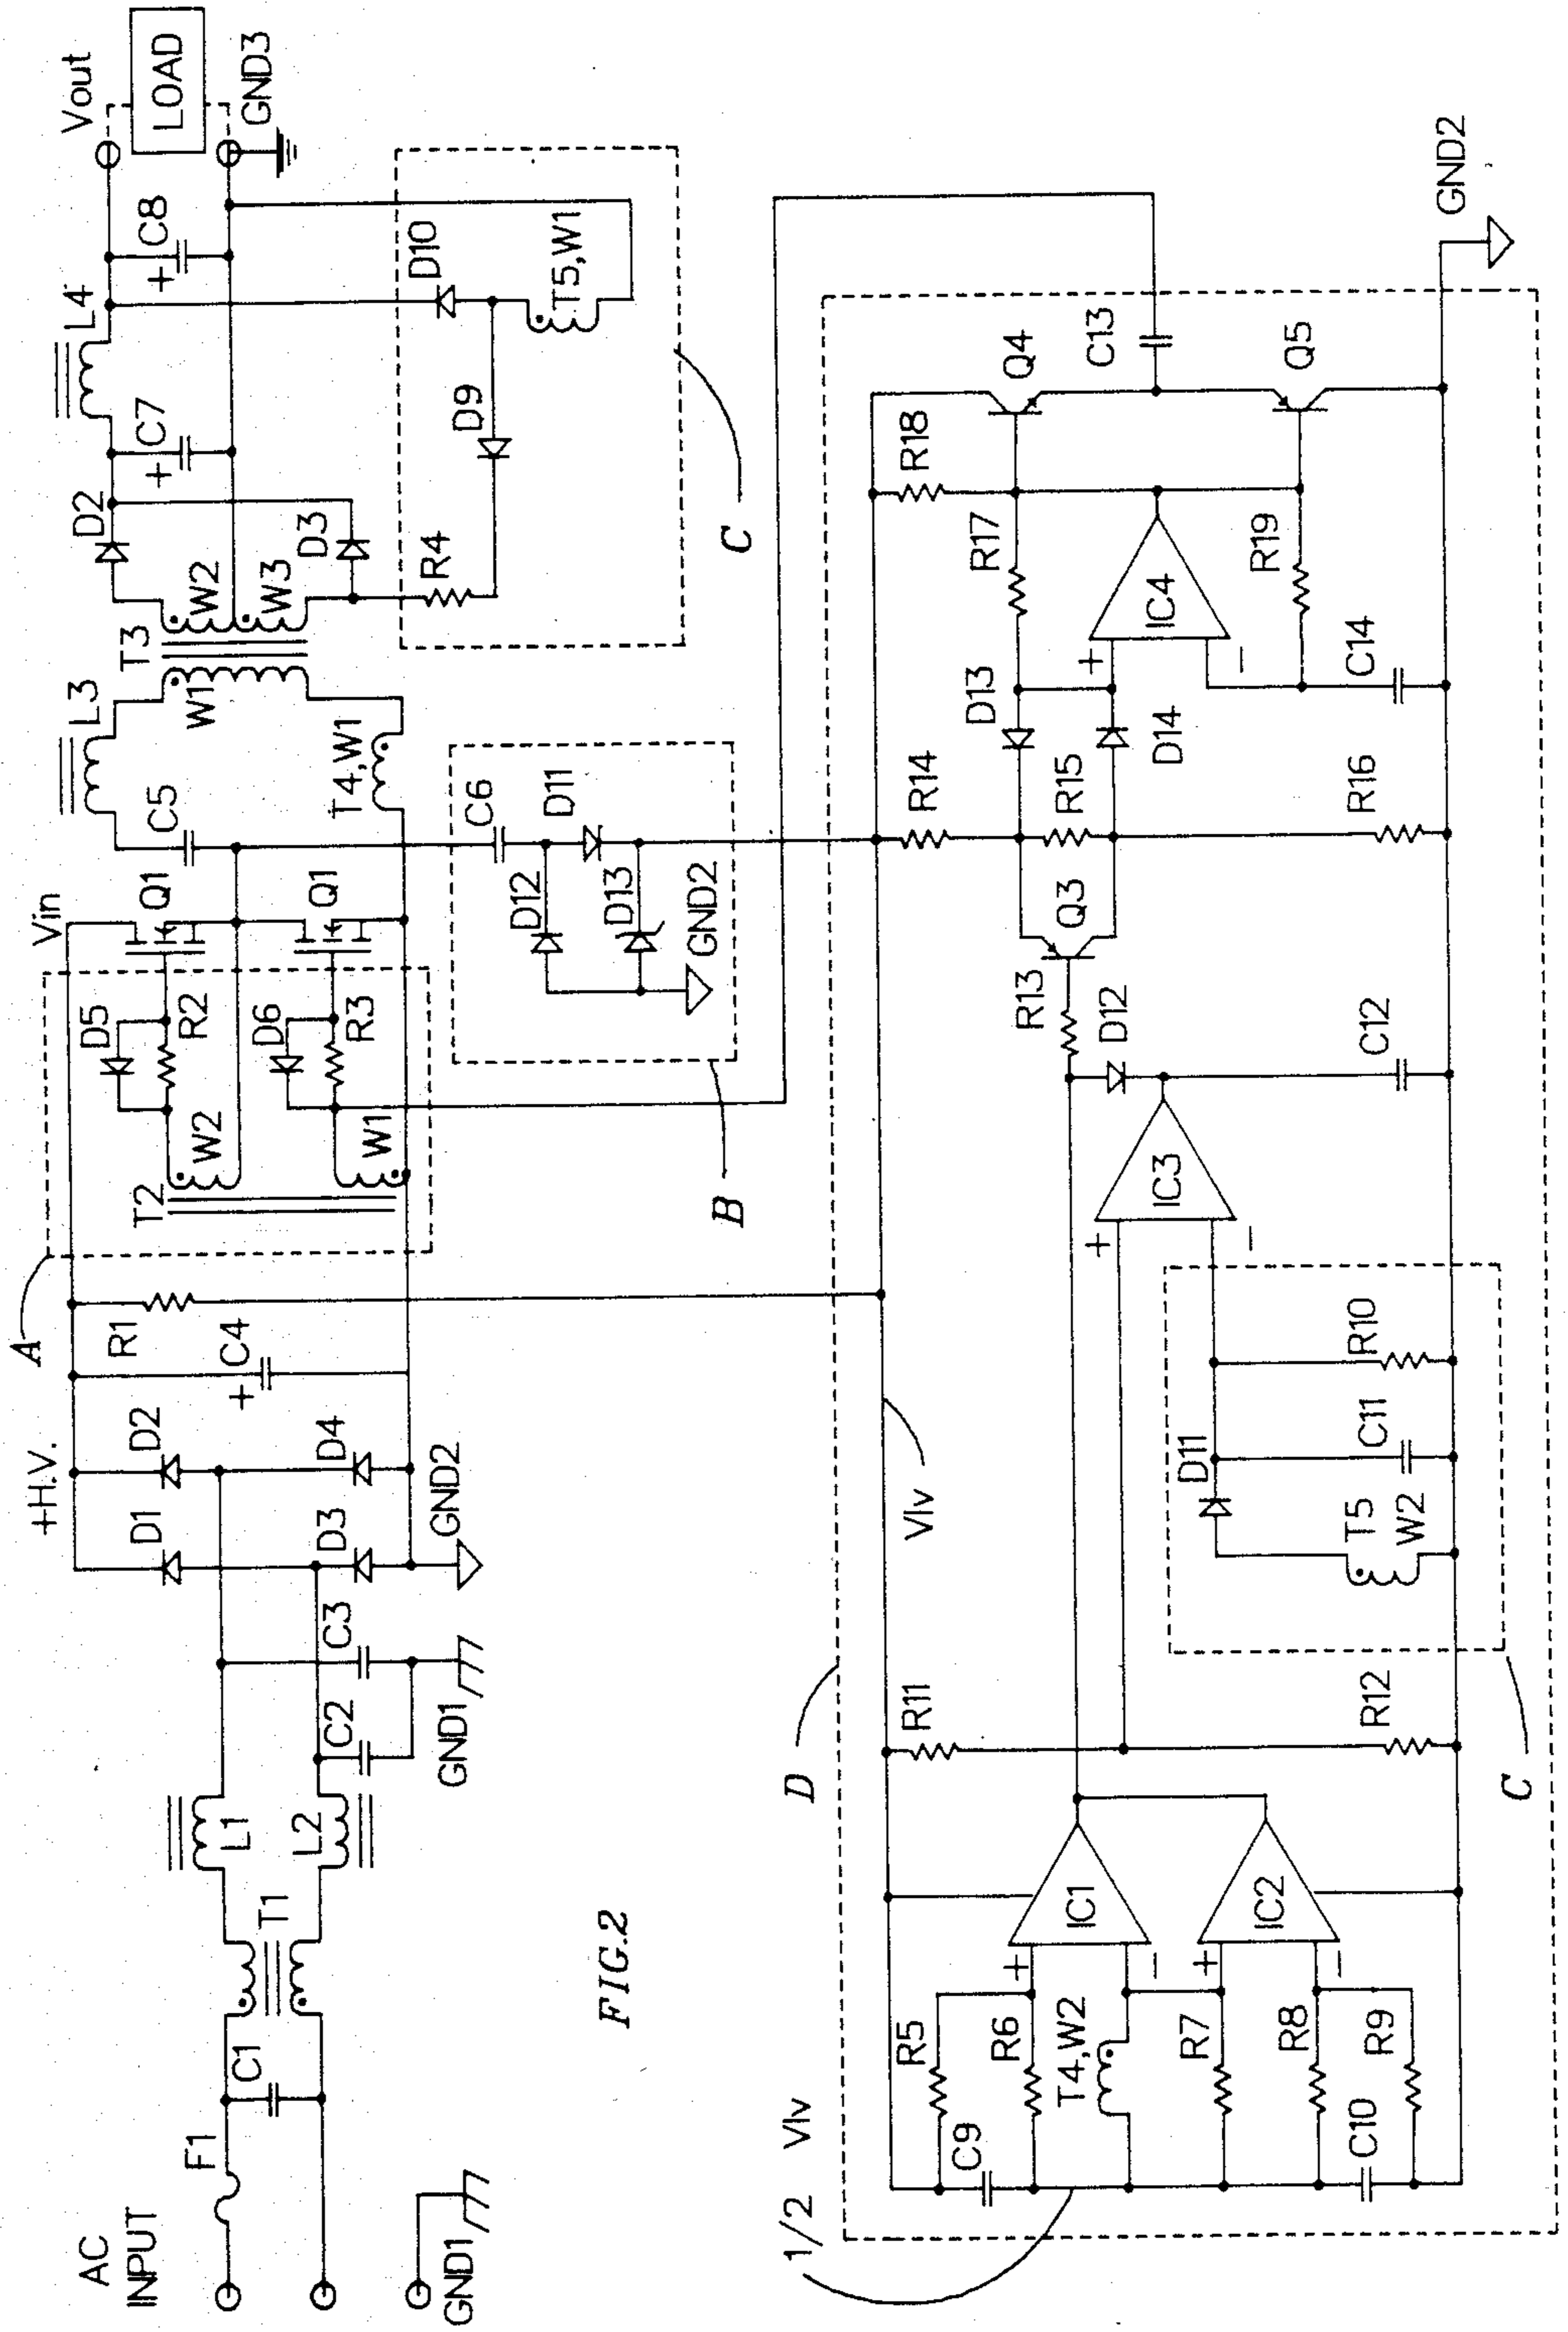 AC
INPUT
F1
C1
T1
L1
L2
C2
C3
GND1
GND1
+H.V.
D1
D2
D3
D4
GND2
C4
+
R1
A
T2
W2
W1
D5
R2
D6
R3
Vin
Q1
Q1
C5
L3
T4,W1
T3
W1
W2
W3
D2
D3
C7
+
L4
C8
+
Vout
LOAD
GND3
R4
D9
D10
T5,W1
C
B
C6
D11
D12
D13
GND2
FIG.2
1/2 Vlv
D
Vlv
C9
R5
R6
T4,W2
R7
R8
R9
C10
+
IC1
−
+
IC2
−
R11
R12
C
T5
W2
D11
C11
R10
+
IC3
−
D12
C12
R13
Q3
R14
R15
R16
D13
D14
R17
+
IC4
−
R19
C14
R18
Q4
C13
Q5
GND2